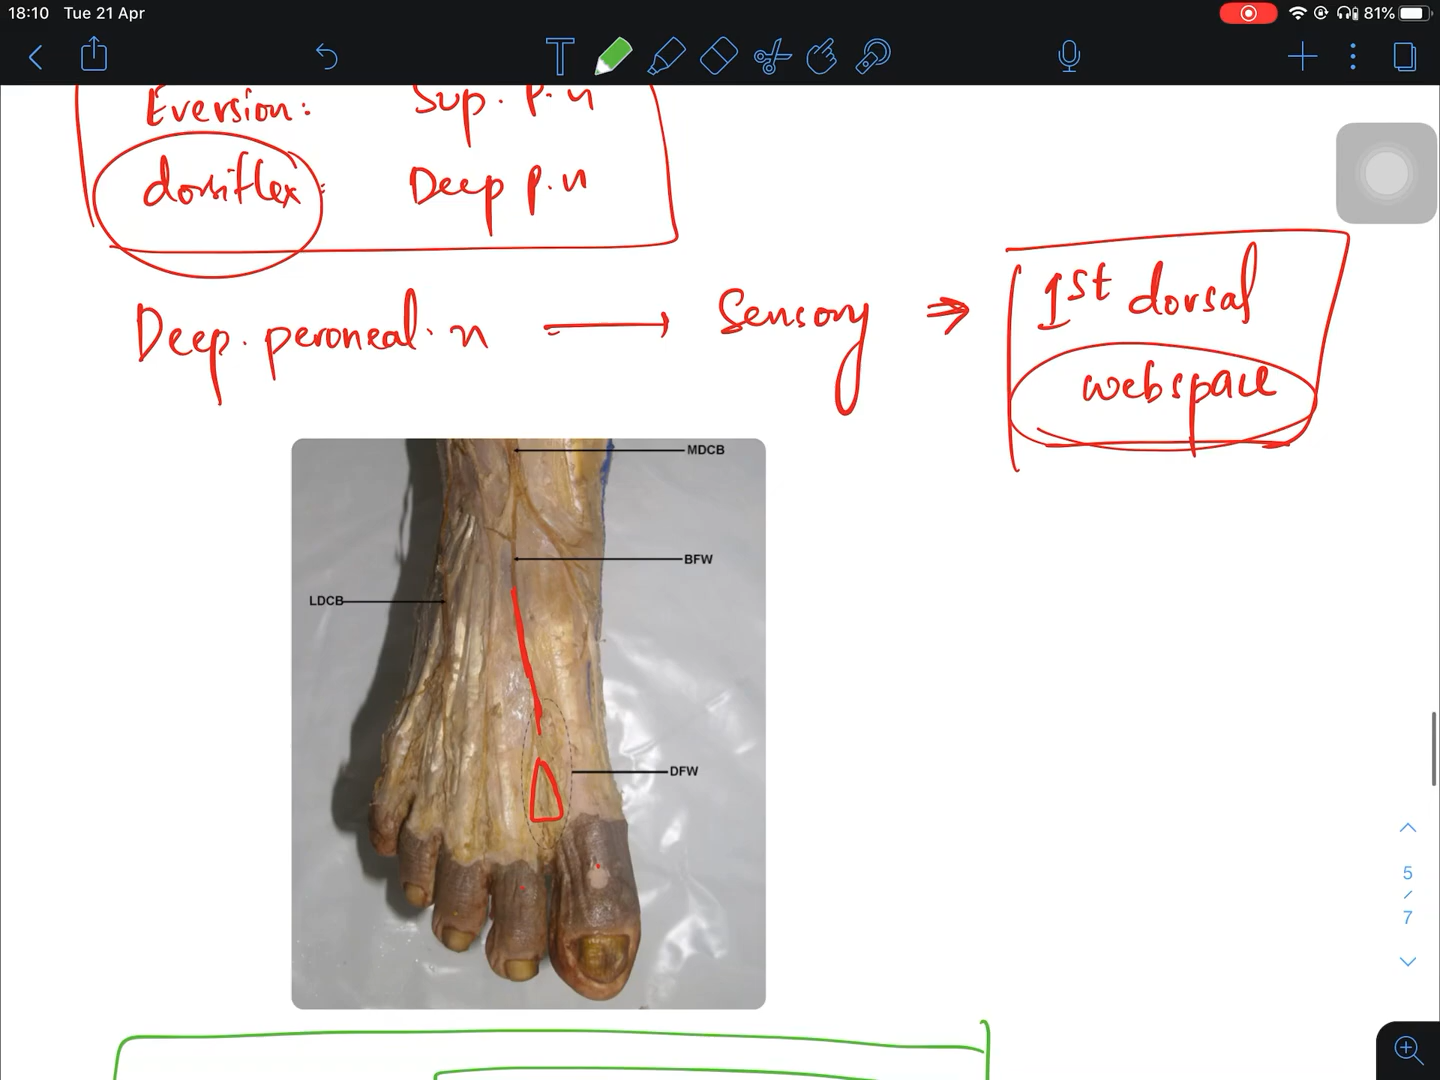 18:10 Tue 21 Apr
81%
T
Eversion: Sup. P. n
dorsiflex: Deep p. n
Deep. peroneal. n → Sensory ⇒ 1st dorsal
webspace
MDCB
BFW
LDCB
DFW
5
/
7